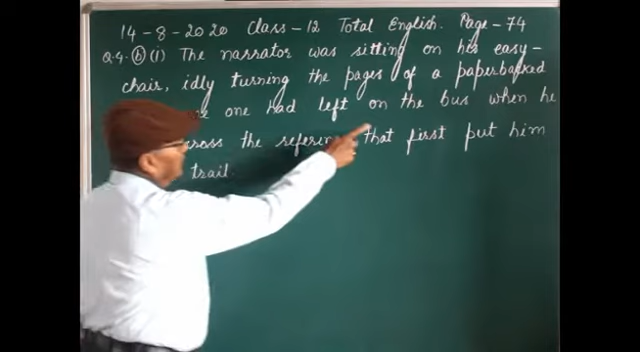 14-8-2020 Class-12 Total English. Page-74
Q.4. (b) (i) The narrator was sitting on his easy-
chair, idly turning the pages of a paperbacked
one had left on the bus when he
the that first put him
trail.